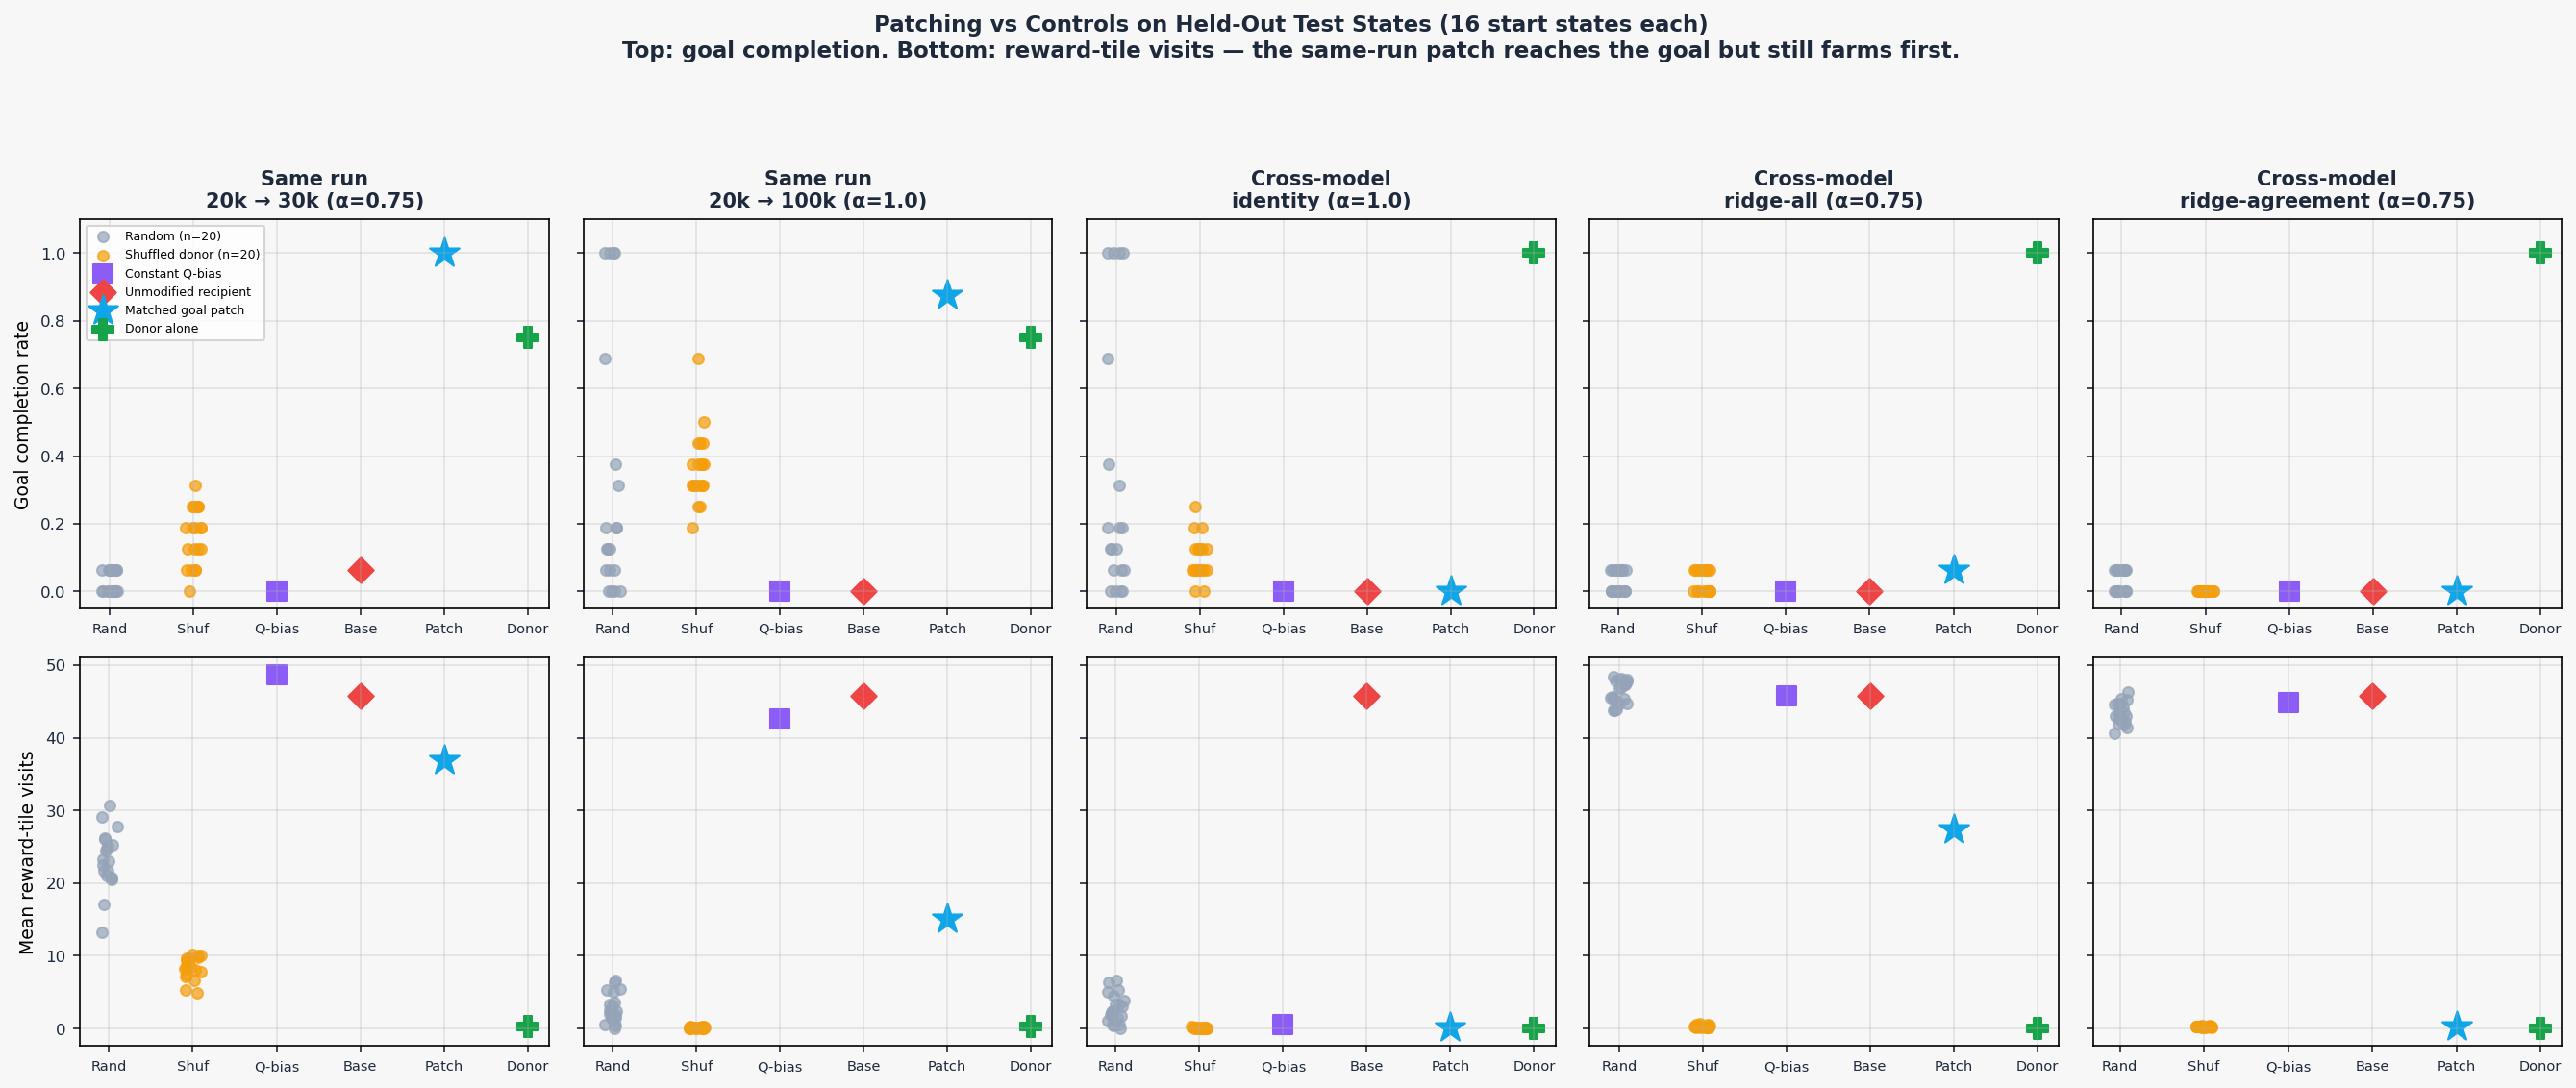 Patching vs Controls on Held-Out Test States (16 start states each)
Top: goal completion. Bottom: reward-tile visits — the same-run patch reaches the goal but still farms first.
Same run
20k → 30k (α=0.75)
Same run
20k → 100k (α=1.0)
Cross-model
identity (α=1.0)
Cross-model
ridge-all (α=0.75)
Cross-model
ridge-agreement (α=0.75)
Goal completion rate
1.0
0.8
0.6
0.4
0.2
0.0
Random (n=20)
Shuffled donor (n=20)
Constant Q-bias
Unmodified recipient
Matched goal patch
Donor alone
Rand Shuf Q-bias Base Patch Donor
Rand Shuf Q-bias Base Patch Donor
Rand Shuf Q-bias Base Patch Donor
Rand Shuf Q-bias Base Patch Donor
Rand Shuf Q-bias Base Patch Donor
Mean reward-tile visits
50
40
30
20
10
0
Rand Shuf Q-bias Base Patch Donor
Rand Shuf Q-bias Base Patch Donor
Rand Shuf Q-bias Base Patch Donor
Rand Shuf Q-bias Base Patch Donor
Rand Shuf Q-bias Base Patch Donor